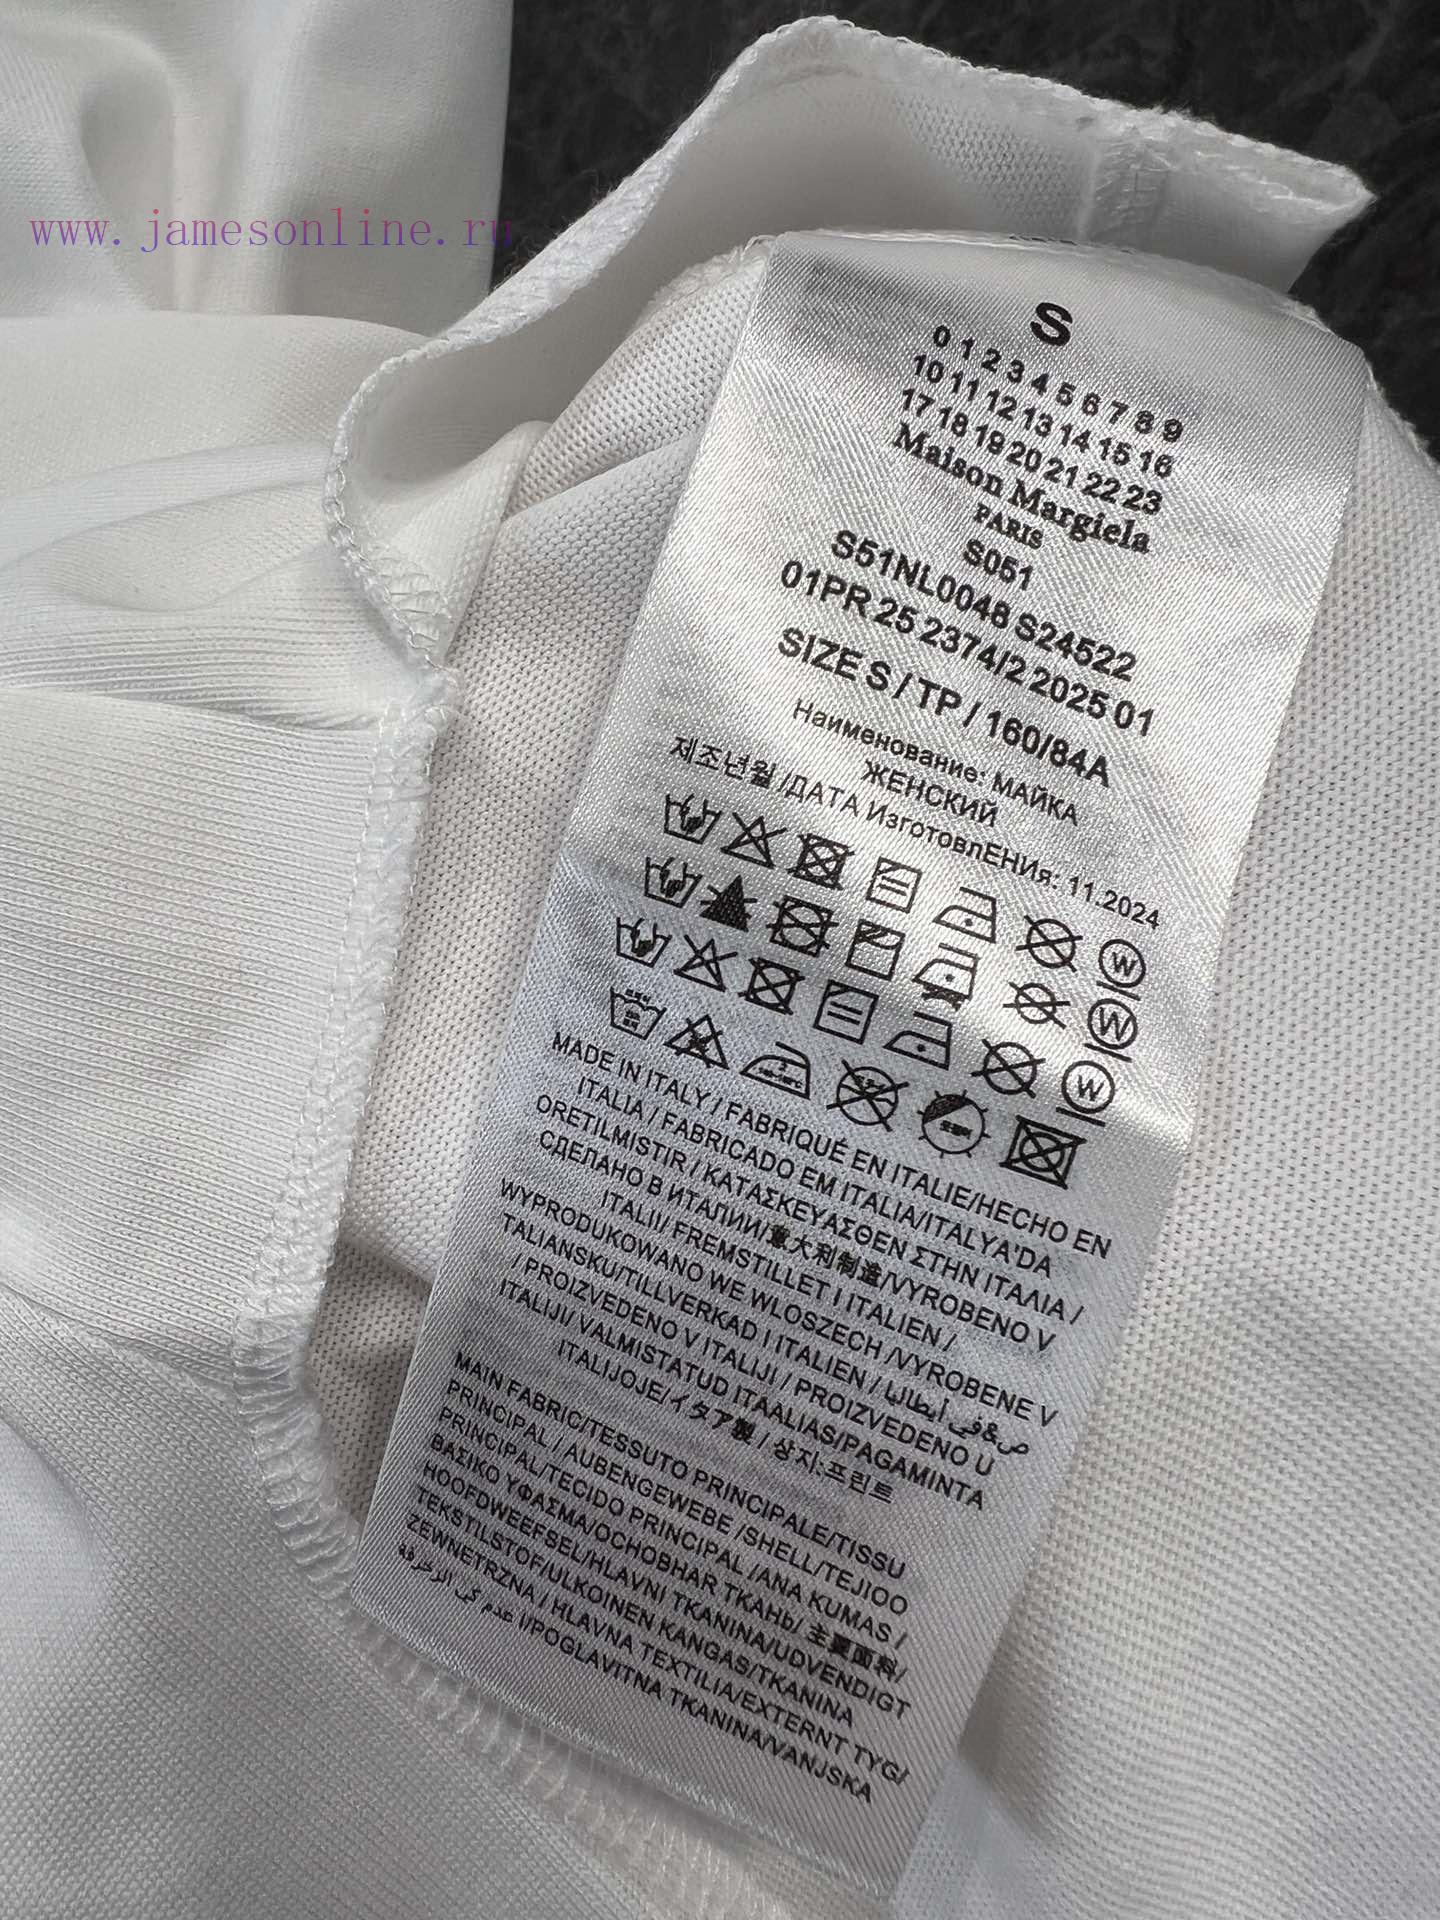 www.jamesonline.ru
S
0 1 2 3 4 5 6 7 8 9
10 11 12 13 14 15 16
17 18 19 20 21 22 23
Maison Margiela
PARIS
S051
S51NL0048 S24522
01PR 25 2374/2 2025 01
SIZE S / TP / 160/84A
Наименование: МАЙКА
ЖЕНСКИЙ
제조년월 /ДАТА ИзготовлЕНИя: 11.2024
W
W
W
MADE IN ITALY / FABRIQUÉ EN ITALIE/HECHO EN
ITALIA / FABRICADO EM ITALIA/ITALYA'DA
ORETILMISTIR / ΚΑΤΑΣΚΕΥΑΣΘΕΝ ΣΤΗΝ ΙΤΑΛΙΑ /
СДЕЛАНО В ИТАЛИИ/意大利制造/VYROBENO V
ITALII/ FREMSTILLET I ITALIEN /
WYPRODUKOWANO WE WLOSZECH /VYROBENE V
TALIANSKU/TILLVERKAD I ITALIEN /
/ PROIZVEDENO V ITALIJI / PROIZVEDENO U
ITALIJI/ VALMISTATUD ITAALIAS/PAGAMINTA
ITALIJOJE/イタリア製 / 상지:프린트
MAIN FABRIC/TESSUTO PRINCIPALE/TISSU
PRINCIPAL / AUBENGEWEBE /SHELL/TEJIOO
PRINCIPAL/TECIDO PRINCIPAL /ANA KUMAS /
ΒΑΣΙΚΟ ΥΦΑΣΜΑ/ОСНОВНАЯ ТКАНЬ/ 主要面料/
HOOFDWEEFSEL/HLAVNI TKANINA/UDVENDIGT
TEKSTILSTOF/ULKOINEN KANGAS/TKANINA
ZEWNETRZNA / HLAVNA TEXTILIA/EXTERNT TYG/
/POGLAVITNA TKANINA/VANJSKA